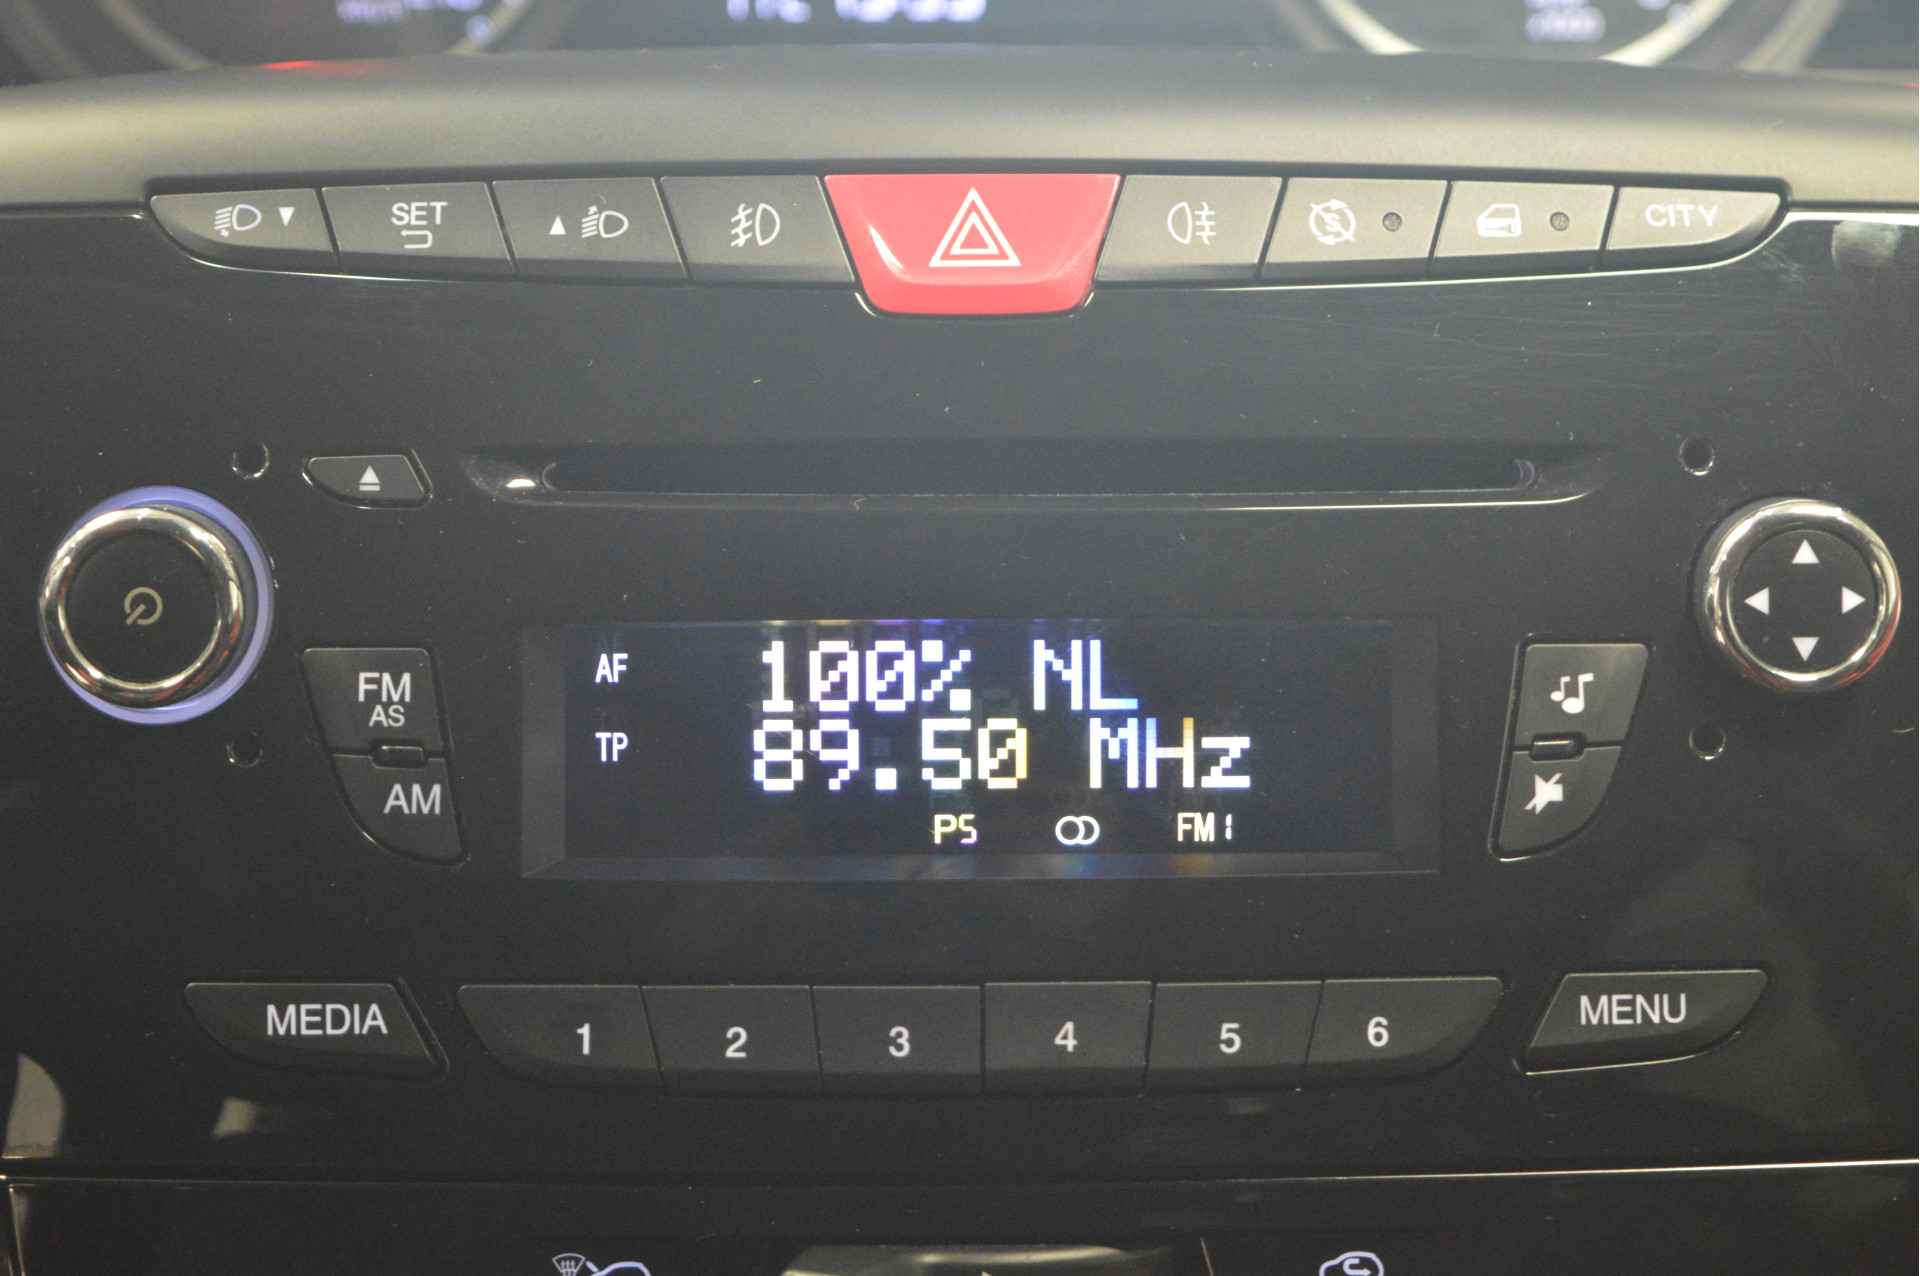 SET
CITY
FM
AS
AM
AF
100% NL
TP
89.50 MHz
PS
FM1
MEDIA
1
2
3
4
5
6
MENU